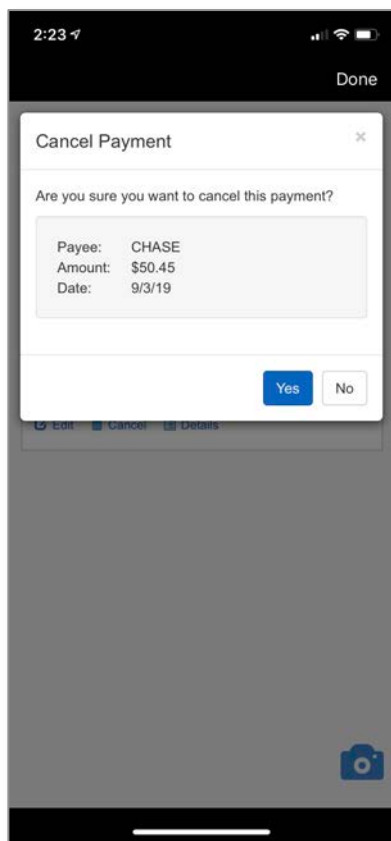 2:23
Done
Cancel Payment ×
Are you sure you want to cancel this payment?
Payee: CHASE
Amount: $50.45
Date: 9/3/19
Yes No
Edit Cancel Details